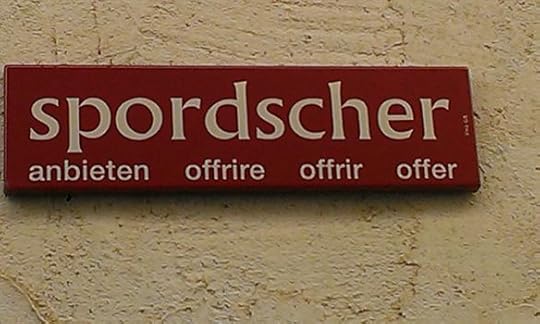 spordscher
anbieten offrire offrir offer